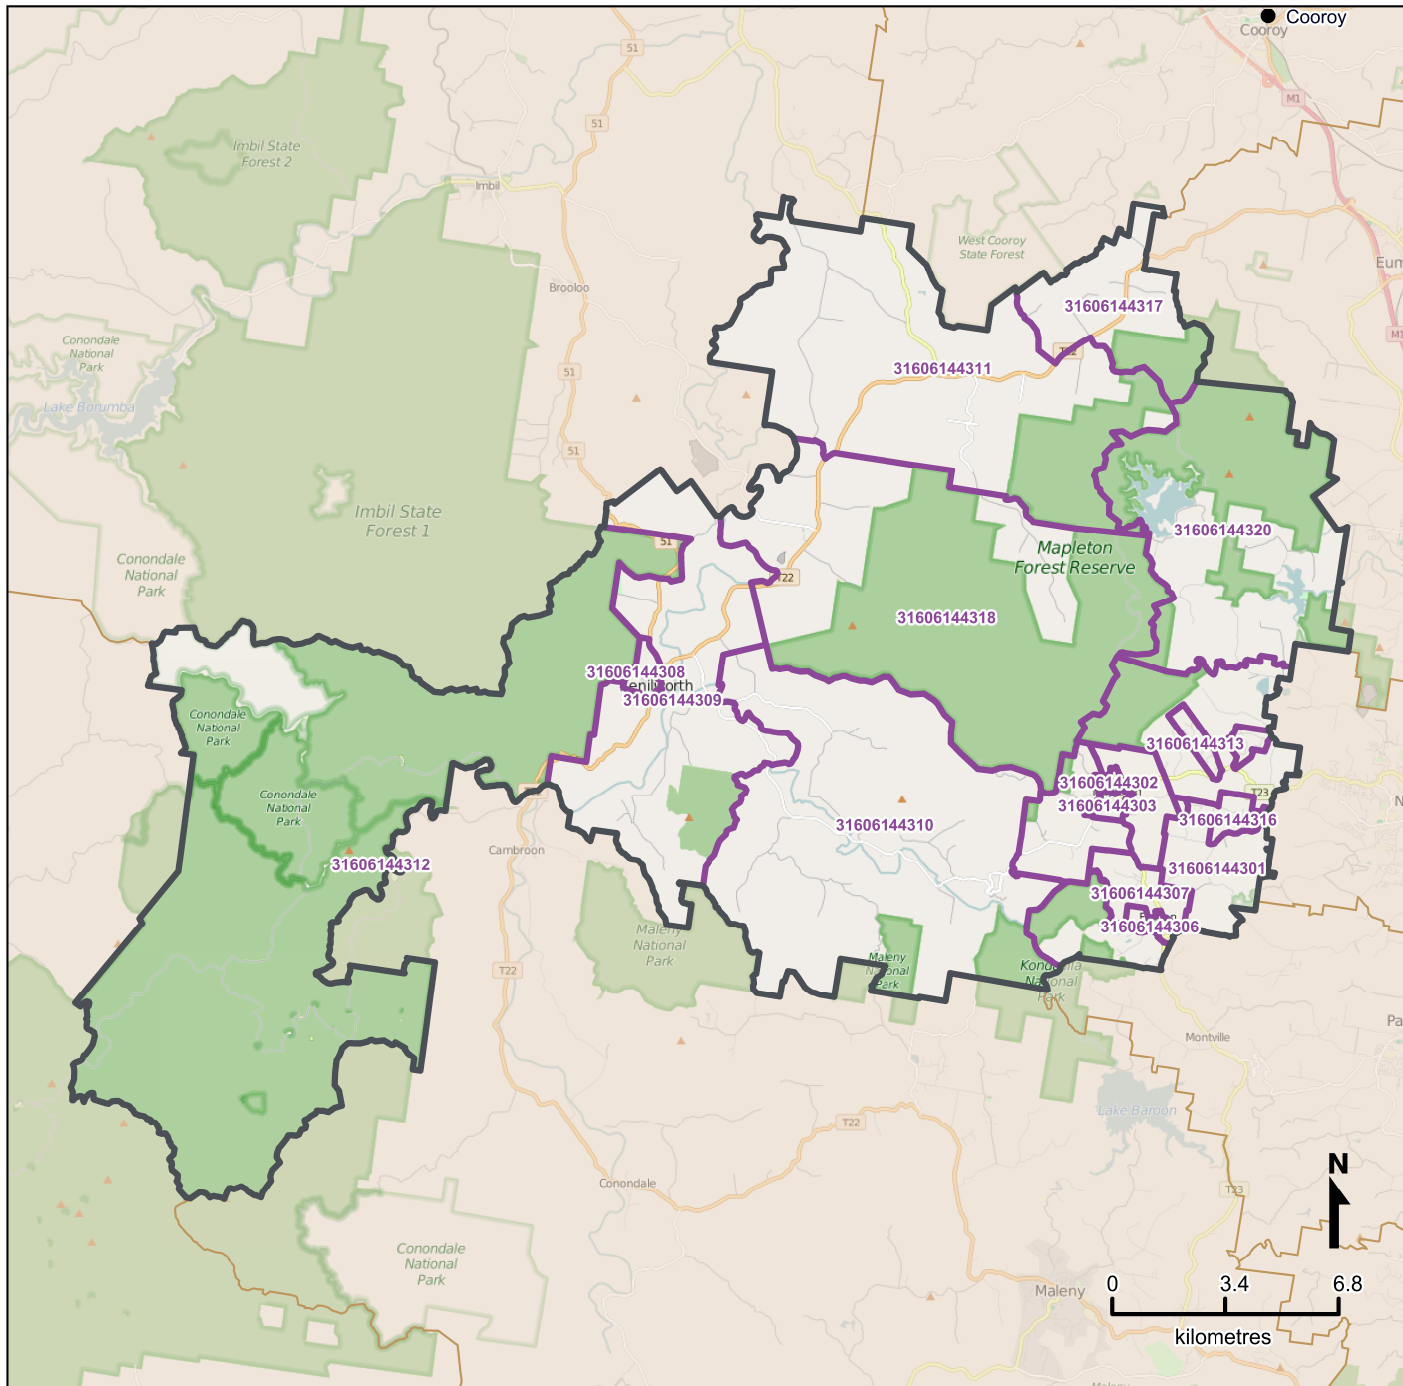 Cooroy
Cooroy
51
M1
51
Imbil State
Forest 2
Imbil
West Cooroy
State Forest
Brooloo
31606144317
M1
Conondale
National
Park
51
31606144311
Lake Borumba
51
Imbil State
Forest 1
31606144320
51
Mapleton
Forest Reserve
Conondale
National
Park
T22
31606144318
31606144308
31606144309
Conondale
National
Park
31606144313
31606144302
T23
31606144303
Conondale
National
Park
31606144316
31606144310
Cambroon
31606144312
31606144301
31606144307
31606144306
Maleny
National
Park
Maleny
National
Park
T22
National
Park
Montville
Lake Baroon
T22
Conondale
T23
N
Conondale
National
Park
0 3.4 6.8
Maleny
kilometres